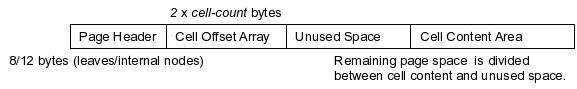 2 x cell-count bytes
Page Header Cell Offset Array Unused Space Cell Content Area
8/12 bytes (leaves/internal nodes) Remaining page space is divided
between cell content and unused space.